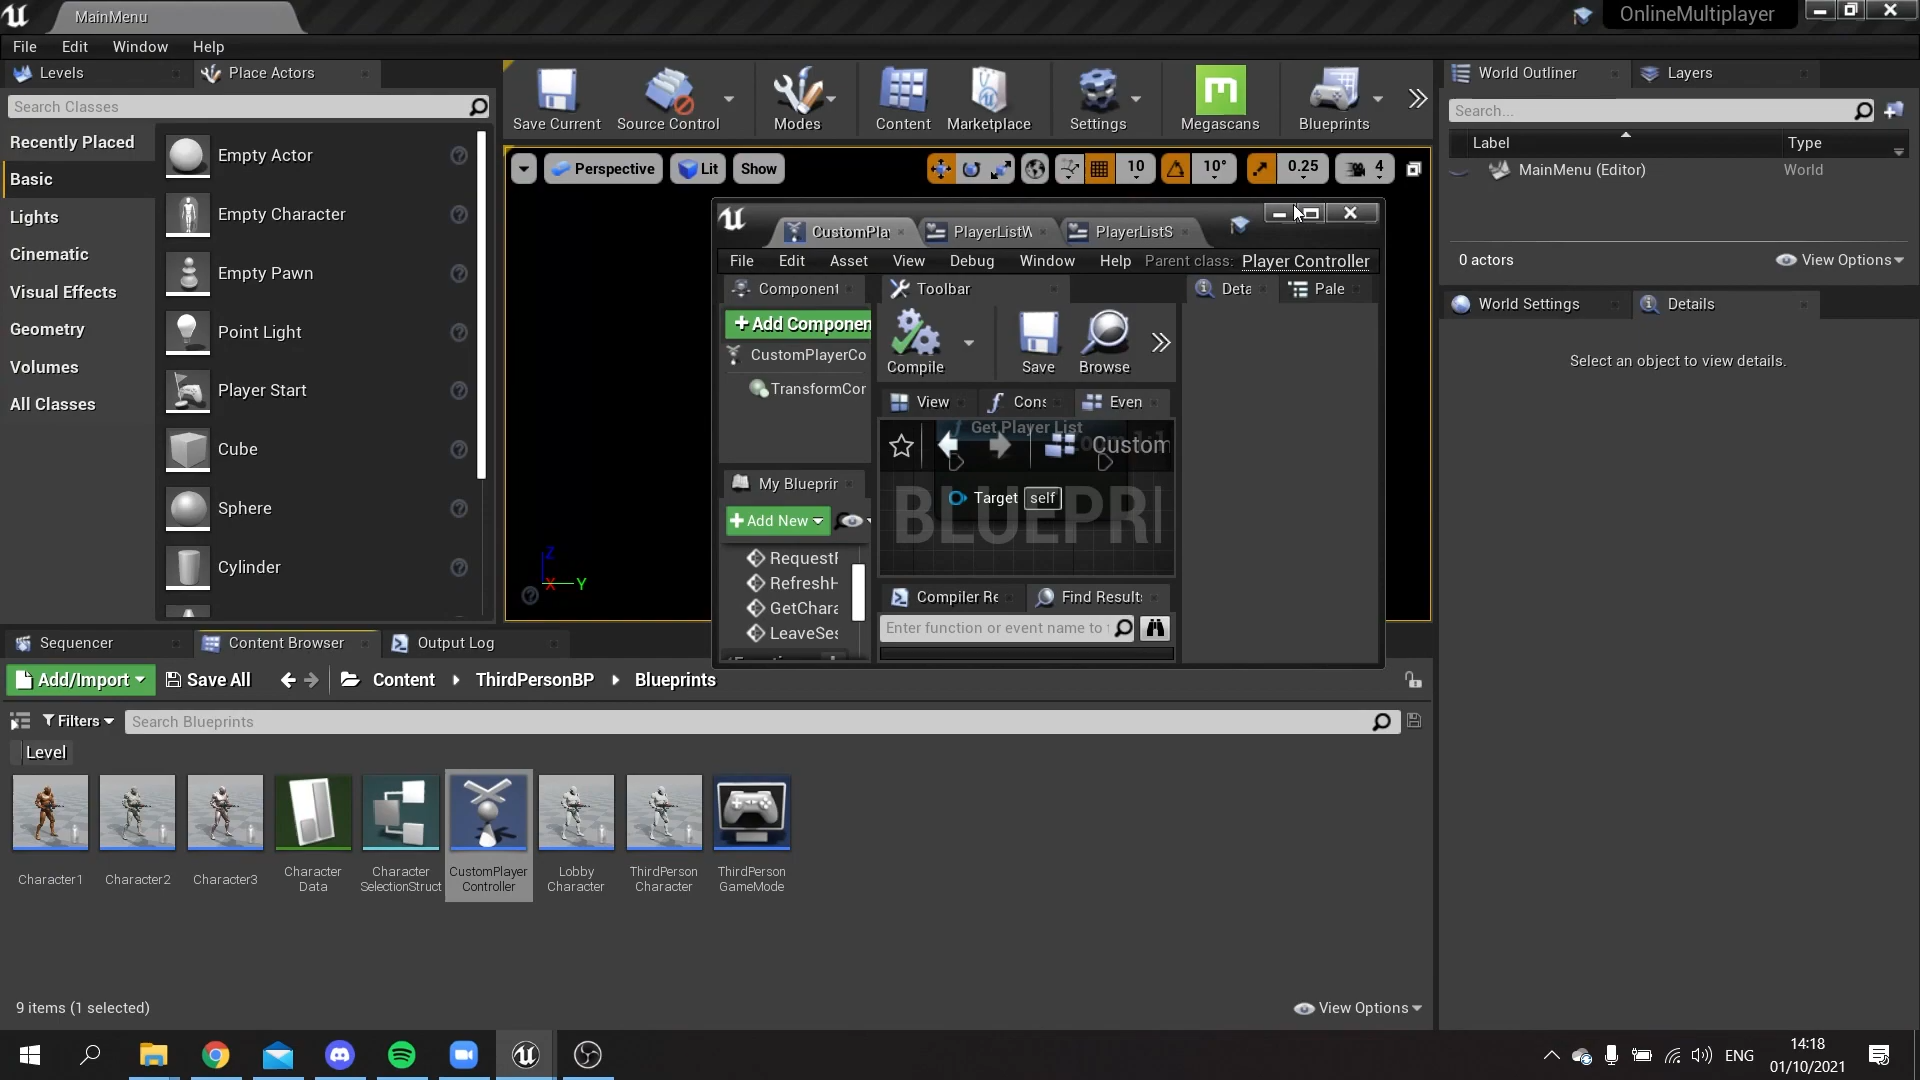 MainMenu
OnlineMultiplayer
File Edit Window Help
Levels
Place Actors
Search Classes
Recently Placed
Basic
Lights
Cinematic
Visual Effects
Geometry
Volumes
All Classes
Empty Actor
Empty Character
Empty Pawn
Point Light
Player Start
Cube
Sphere
Cylinder
Save Current
Source Control
Modes
Content
Marketplace
Settings
Megascans
Blueprints
Perspective
Lit
Show
10
10°
0.25
4
CustomPla
PlayerListW
PlayerListS
File Edit Asset View Debug Window Help Parent class: Player Controller
Component
Toolbar
Deta
Pale
+ Add Componen
CustomPlayerCo
TransformCor
Compile
Save
Browse
View
Cons
Even
Get Player List
Custom
Target self
BLUEPRI
My Blueprir
+ Add New
RequestF
RefreshH
GetChara
LeaveSes
Compiler Re
Find Results
Enter function or event name to
Z
X
Y
World Outliner
Layers
Search...
Label
Type
MainMenu (Editor)
World
0 actors
View Options
World Settings
Details
Select an object to view details.
Sequencer
Content Browser
Output Log
Add/Import
Save All
Content
ThirdPersonBP
Blueprints
Filters
Search Blueprints
Level
Character1
Character2
Character3
Character
Data
Character
SelectionStruct
CustomPlayer
Controller
Lobby
Character
ThirdPerson
Character
ThirdPerson
GameMode
9 items (1 selected)
View Options
ENG
14:18
01/10/2021